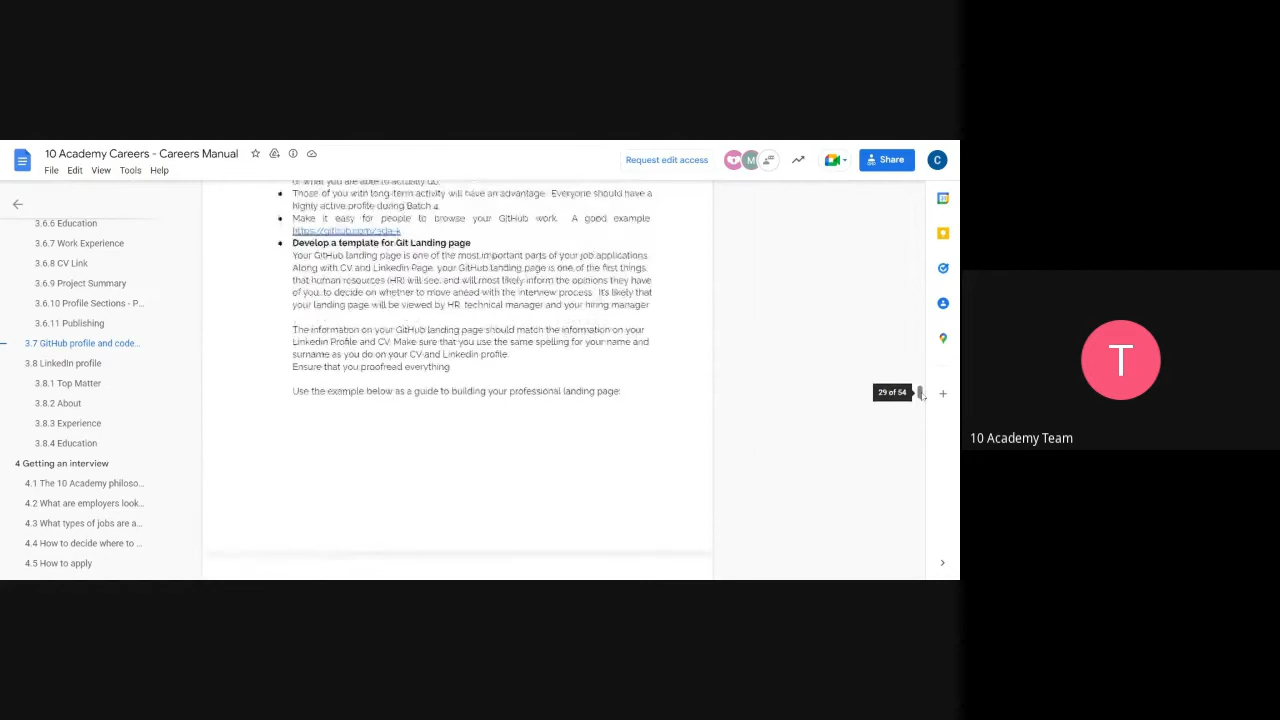 10 Academy Careers - Careers Manual
File Edit View Tools Help
Request edit access
M
Share
C
3.6.6 Education
3.6.7 Work Experience
3.6.8 CV Link
3.6.9 Project Summary
3.6.10 Profile Sections - P...
3.6.11 Publishing
3.7 GitHub profile and code...
3.8 LinkedIn profile
3.8.1 Top Matter
3.8.2 About
3.8.3 Experience
3.8.4 Education
4 Getting an interview
4.1 The 10 Academy philoso...
4.2 What are employers look...
4.3 What types of jobs are a...
4.4 How to decide where to ...
4.5 How to apply
or what you are able to actually do.
Those of you with long term activity will have an advantage. Everyone should have a
highly active profile during Batch 4.
Make it easy for people to browse your GitHub work. A good example
https://github.com/
Develop a template for Git Landing page
Your GitHub landing page is one of the most important parts of your job applications.
Along with CV and LinkedIn Page, your GitHub landing page is one of the first things,
that human resources (HR) will see, and will most likely inform the opinions they have
of you, to decide on whether to move ahead with the interview process. It's likely that
your landing page will be viewed by HR, technical manager and your hiring manager
The information on your GitHub landing page should match the information on your
LinkedIn Profile and CV. Make sure that you use the same spelling for your name and
surname as you do on your CV and LinkedIn profile.
Ensure that you proofread everything
Use the example below as a guide to building your professional landing page:
29 of 54
T
10 Academy Team